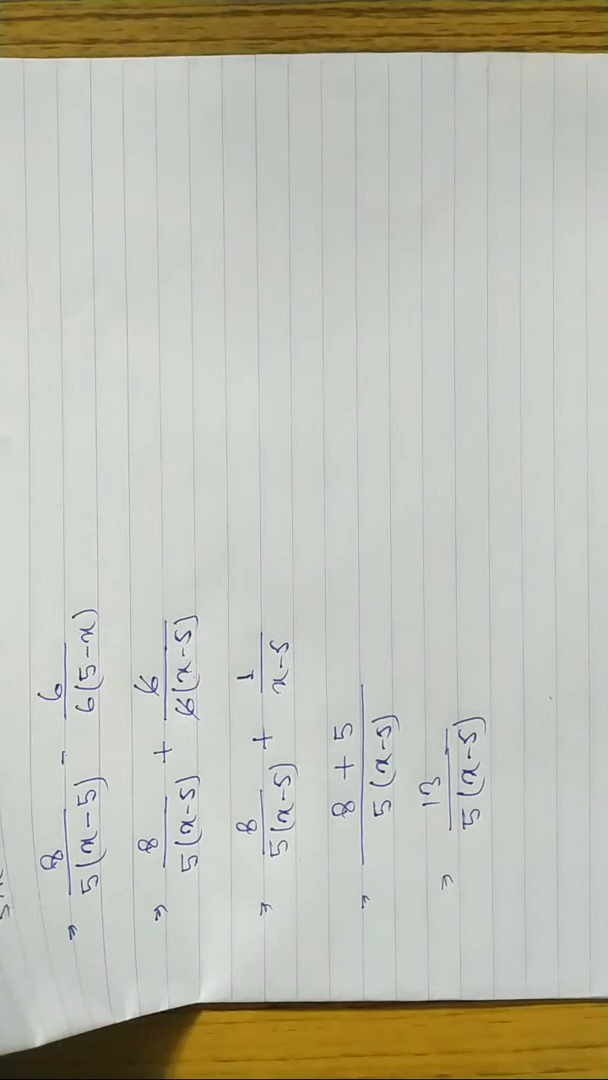 ⇒ 8/5(x-5) - 6/6(5-x)
⇒ 8/5(x-5) + 6/6(x-5)
⇒ 8/5(x-5) + 1/x-5
⇒ 8+5/5(x-5)
⇒ 13/5(x-5)